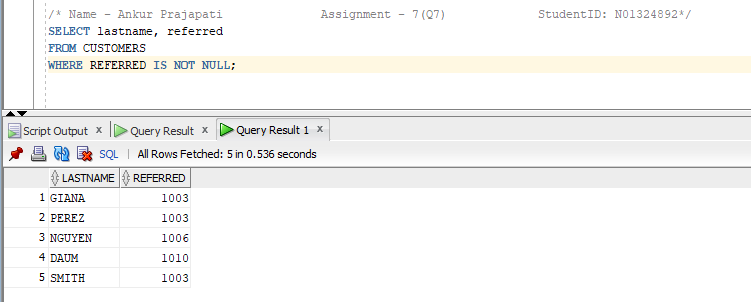 /* Name - Ankur Prajapati Assignment - 7(Q7) StudentID: N01324892*/
SELECT lastname, referred
FROM CUSTOMERS
WHERE REFERRED IS NOT NULL;
Script Output x Query Result x Query Result 1 x
SQL | All Rows Fetched: 5 in 0.536 seconds
LASTNAME REFERRED
1 GIANA 1003
2 PEREZ 1003
3 NGUYEN 1006
4 DAUM 1010
5 SMITH 1003